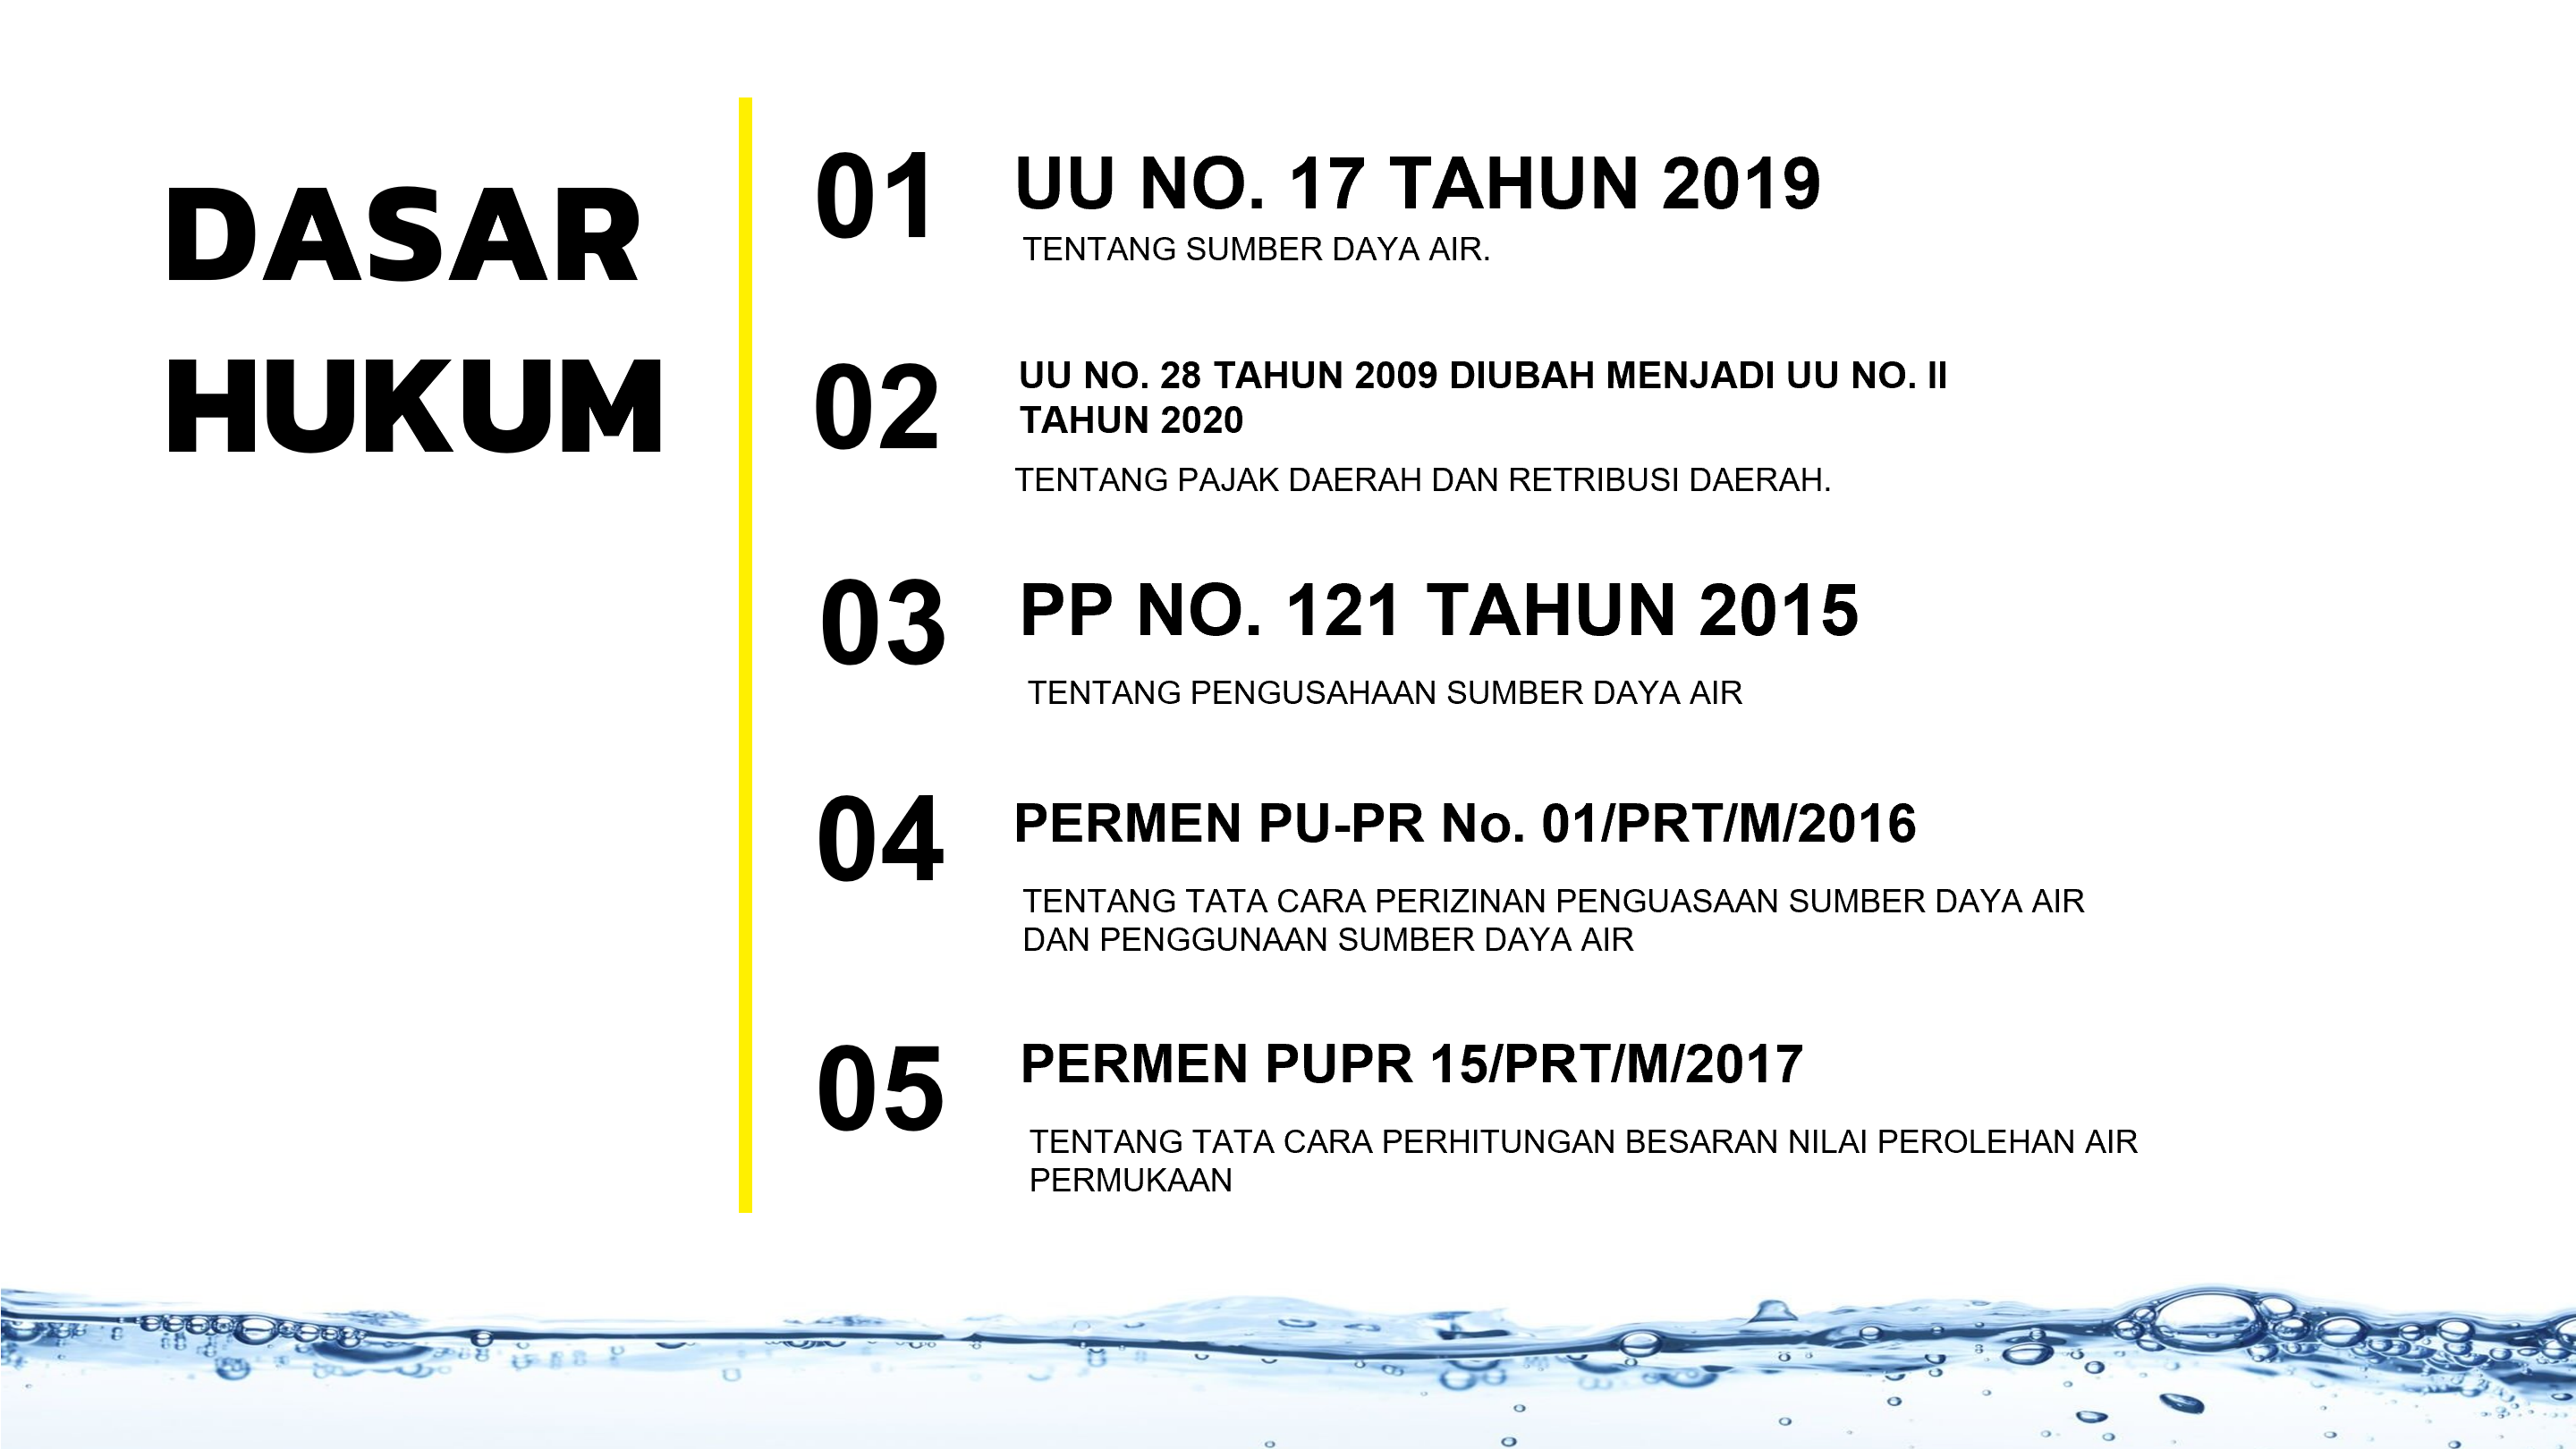 DASAR
HUKUM
01
UU NO. 17 TAHUN 2019
TENTANG SUMBER DAYA AIR.
02
UU NO. 28 TAHUN 2009 DIUBAH MENJADI UU NO. II
TAHUN 2020
TENTANG PAJAK DAERAH DAN RETRIBUSI DAERAH.
03
PP NO. 121 TAHUN 2015
TENTANG PENGUSAHAAN SUMBER DAYA AIR
04
PERMEN PU-PR No. 01/PRT/M/2016
TENTANG TATA CARA PERIZINAN PENGUASAAN SUMBER DAYA AIR
DAN PENGGUNAAN SUMBER DAYA AIR
05
PERMEN PUPR 15/PRT/M/2017
TENTANG TATA CARA PERHITUNGAN BESARAN NILAI PEROLEHAN AIR
PERMUKAAN